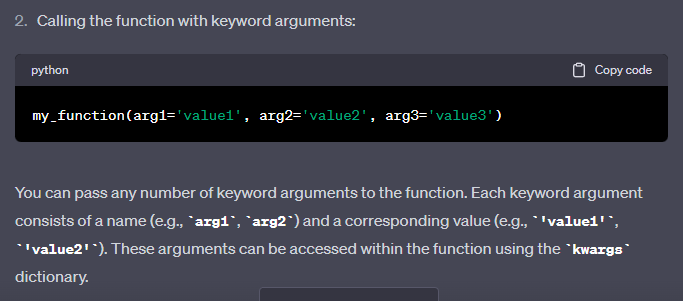 2. Calling the function with keyword arguments:
python Copy code
my_function(arg1='value1', arg2='value2', arg3='value3')
You can pass any number of keyword arguments to the function. Each keyword argument
consists of a name (e.g., `arg1`, `arg2`) and a corresponding value (e.g., `'value1'`,
`'value2'`). These arguments can be accessed within the function using the `kwargs`
dictionary.